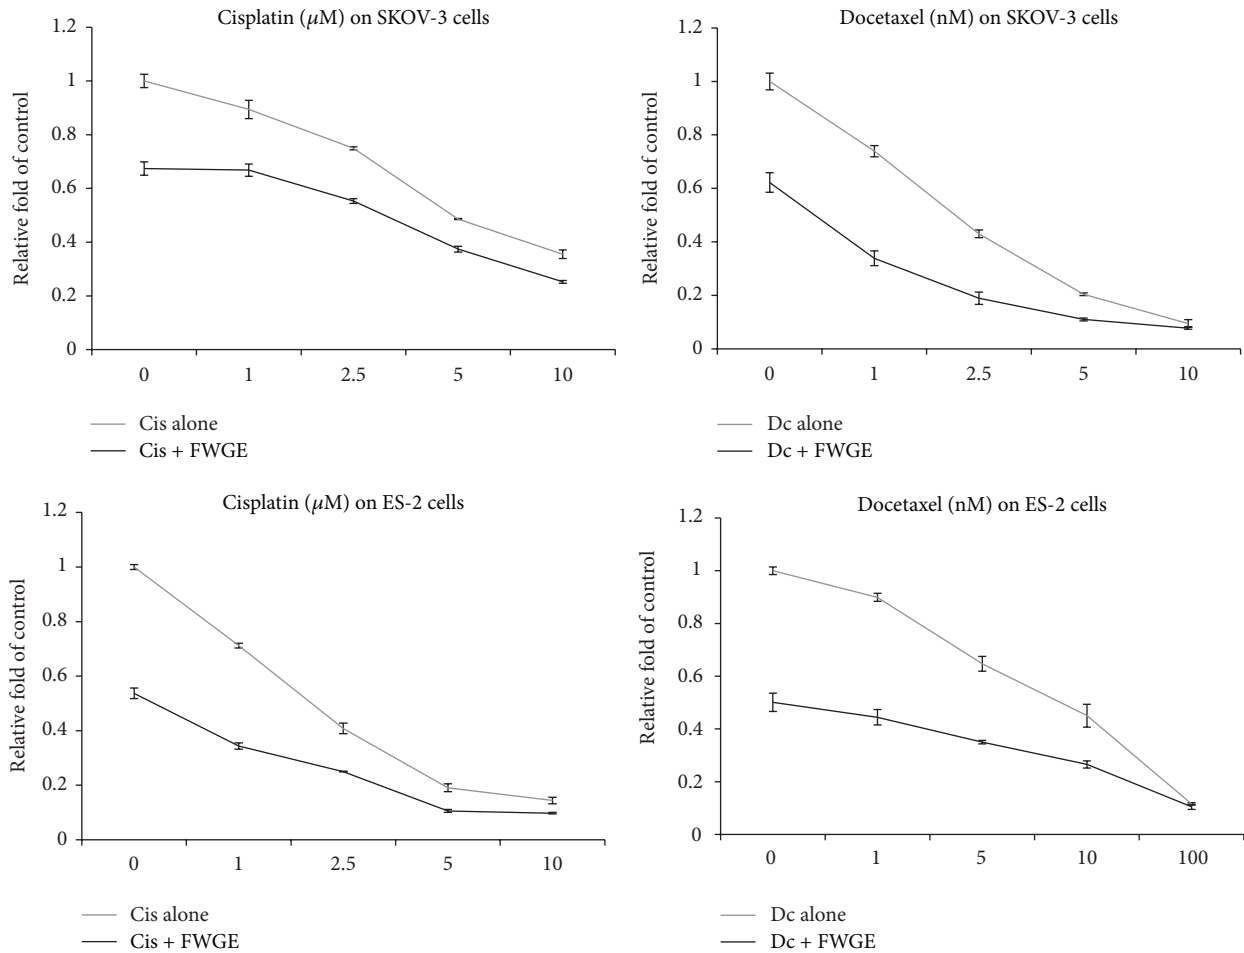 Cisplatin (μM) on SKOV-3 cells
Relative fold of control
1.2
1
0.8
0.6
0.4
0.2
0
0 1 2.5 5 10
Cis alone
Cis + FWGE
Docetaxel (nM) on SKOV-3 cells
Relative fold of control
1.2
1
0.8
0.6
0.4
0.2
0
0 1 2.5 5 10
Dc alone
Dc + FWGE
Cisplatin (μM) on ES-2 cells
Relative fold of control
1.2
1
0.8
0.6
0.4
0.2
0
0 1 2.5 5 10
Cis alone
Cis + FWGE
Docetaxel (nM) on ES-2 cells
Relative fold of control
1.2
1
0.8
0.6
0.4
0.2
0
0 1 5 10 100
Dc alone
Dc + FWGE